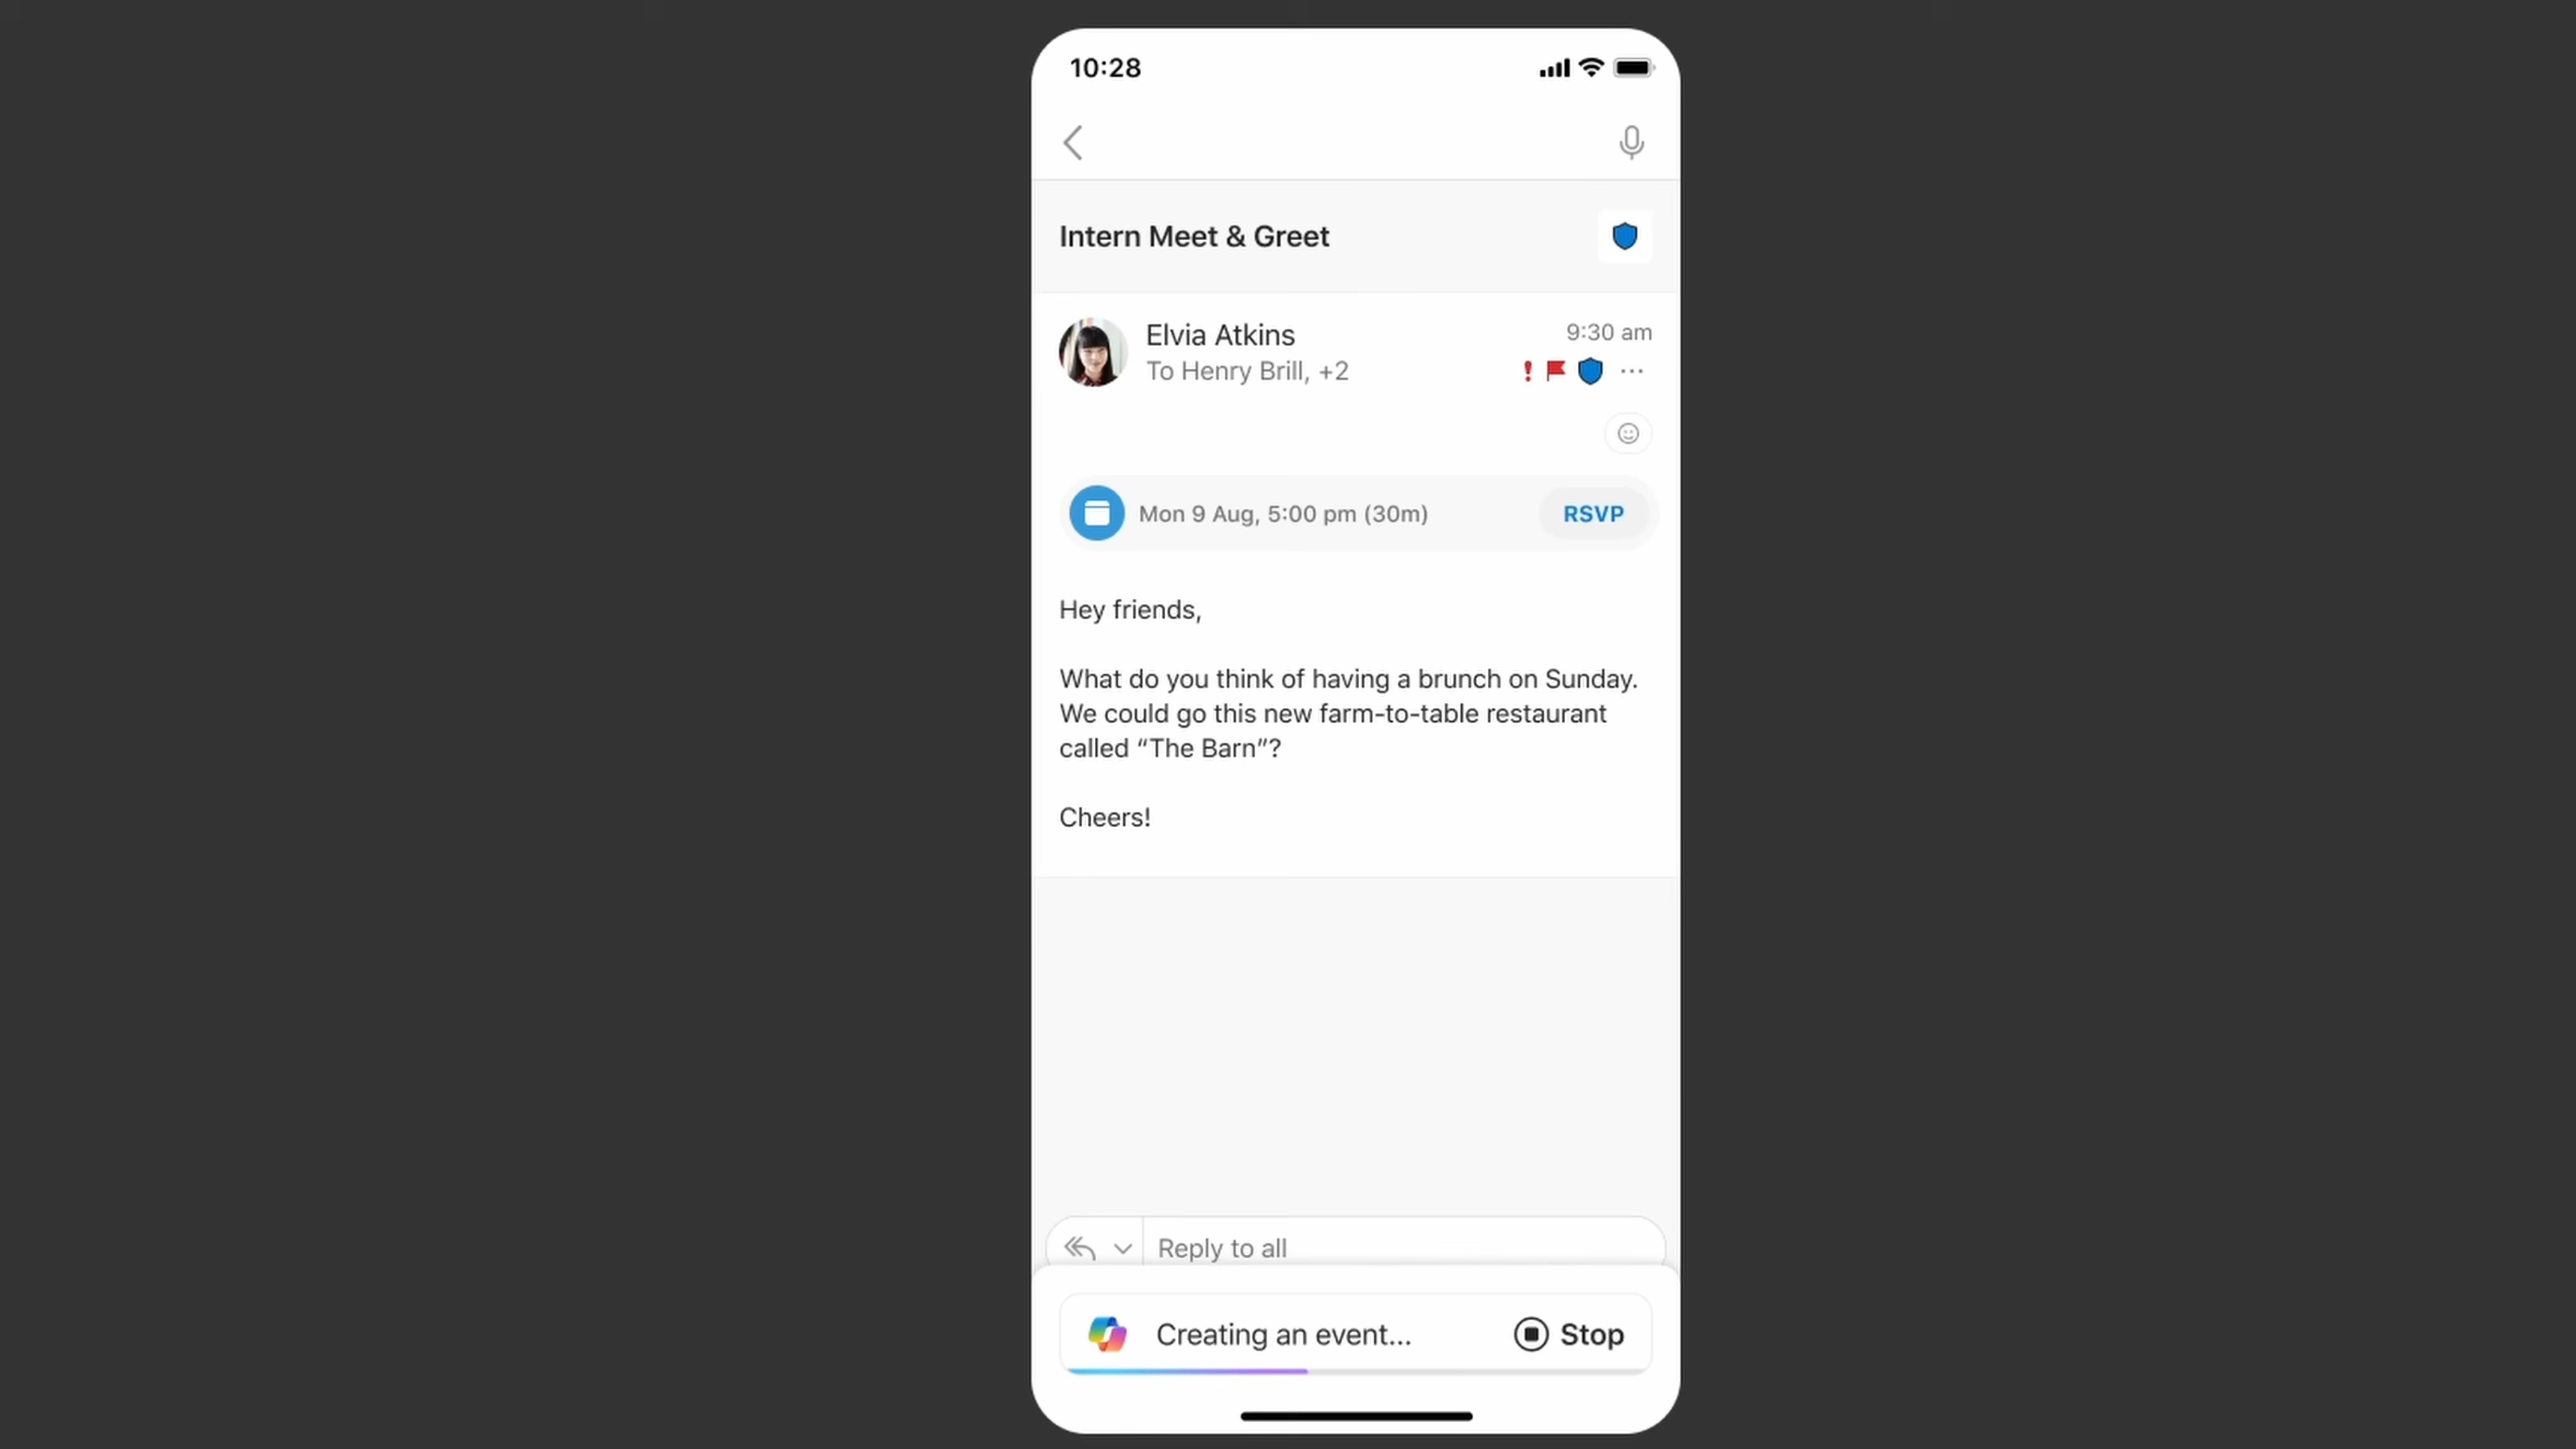 10:28
Intern Meet & Greet
Elvia Atkins
9:30 am
To Henry Brill, +2
Mon 9 Aug, 5:00 pm (30m)
RSVP
Hey friends,
What do you think of having a brunch on Sunday.
We could go this new farm-to-table restaurant
called “The Barn”?
Cheers!
Reply to all
Creating an event...
Stop